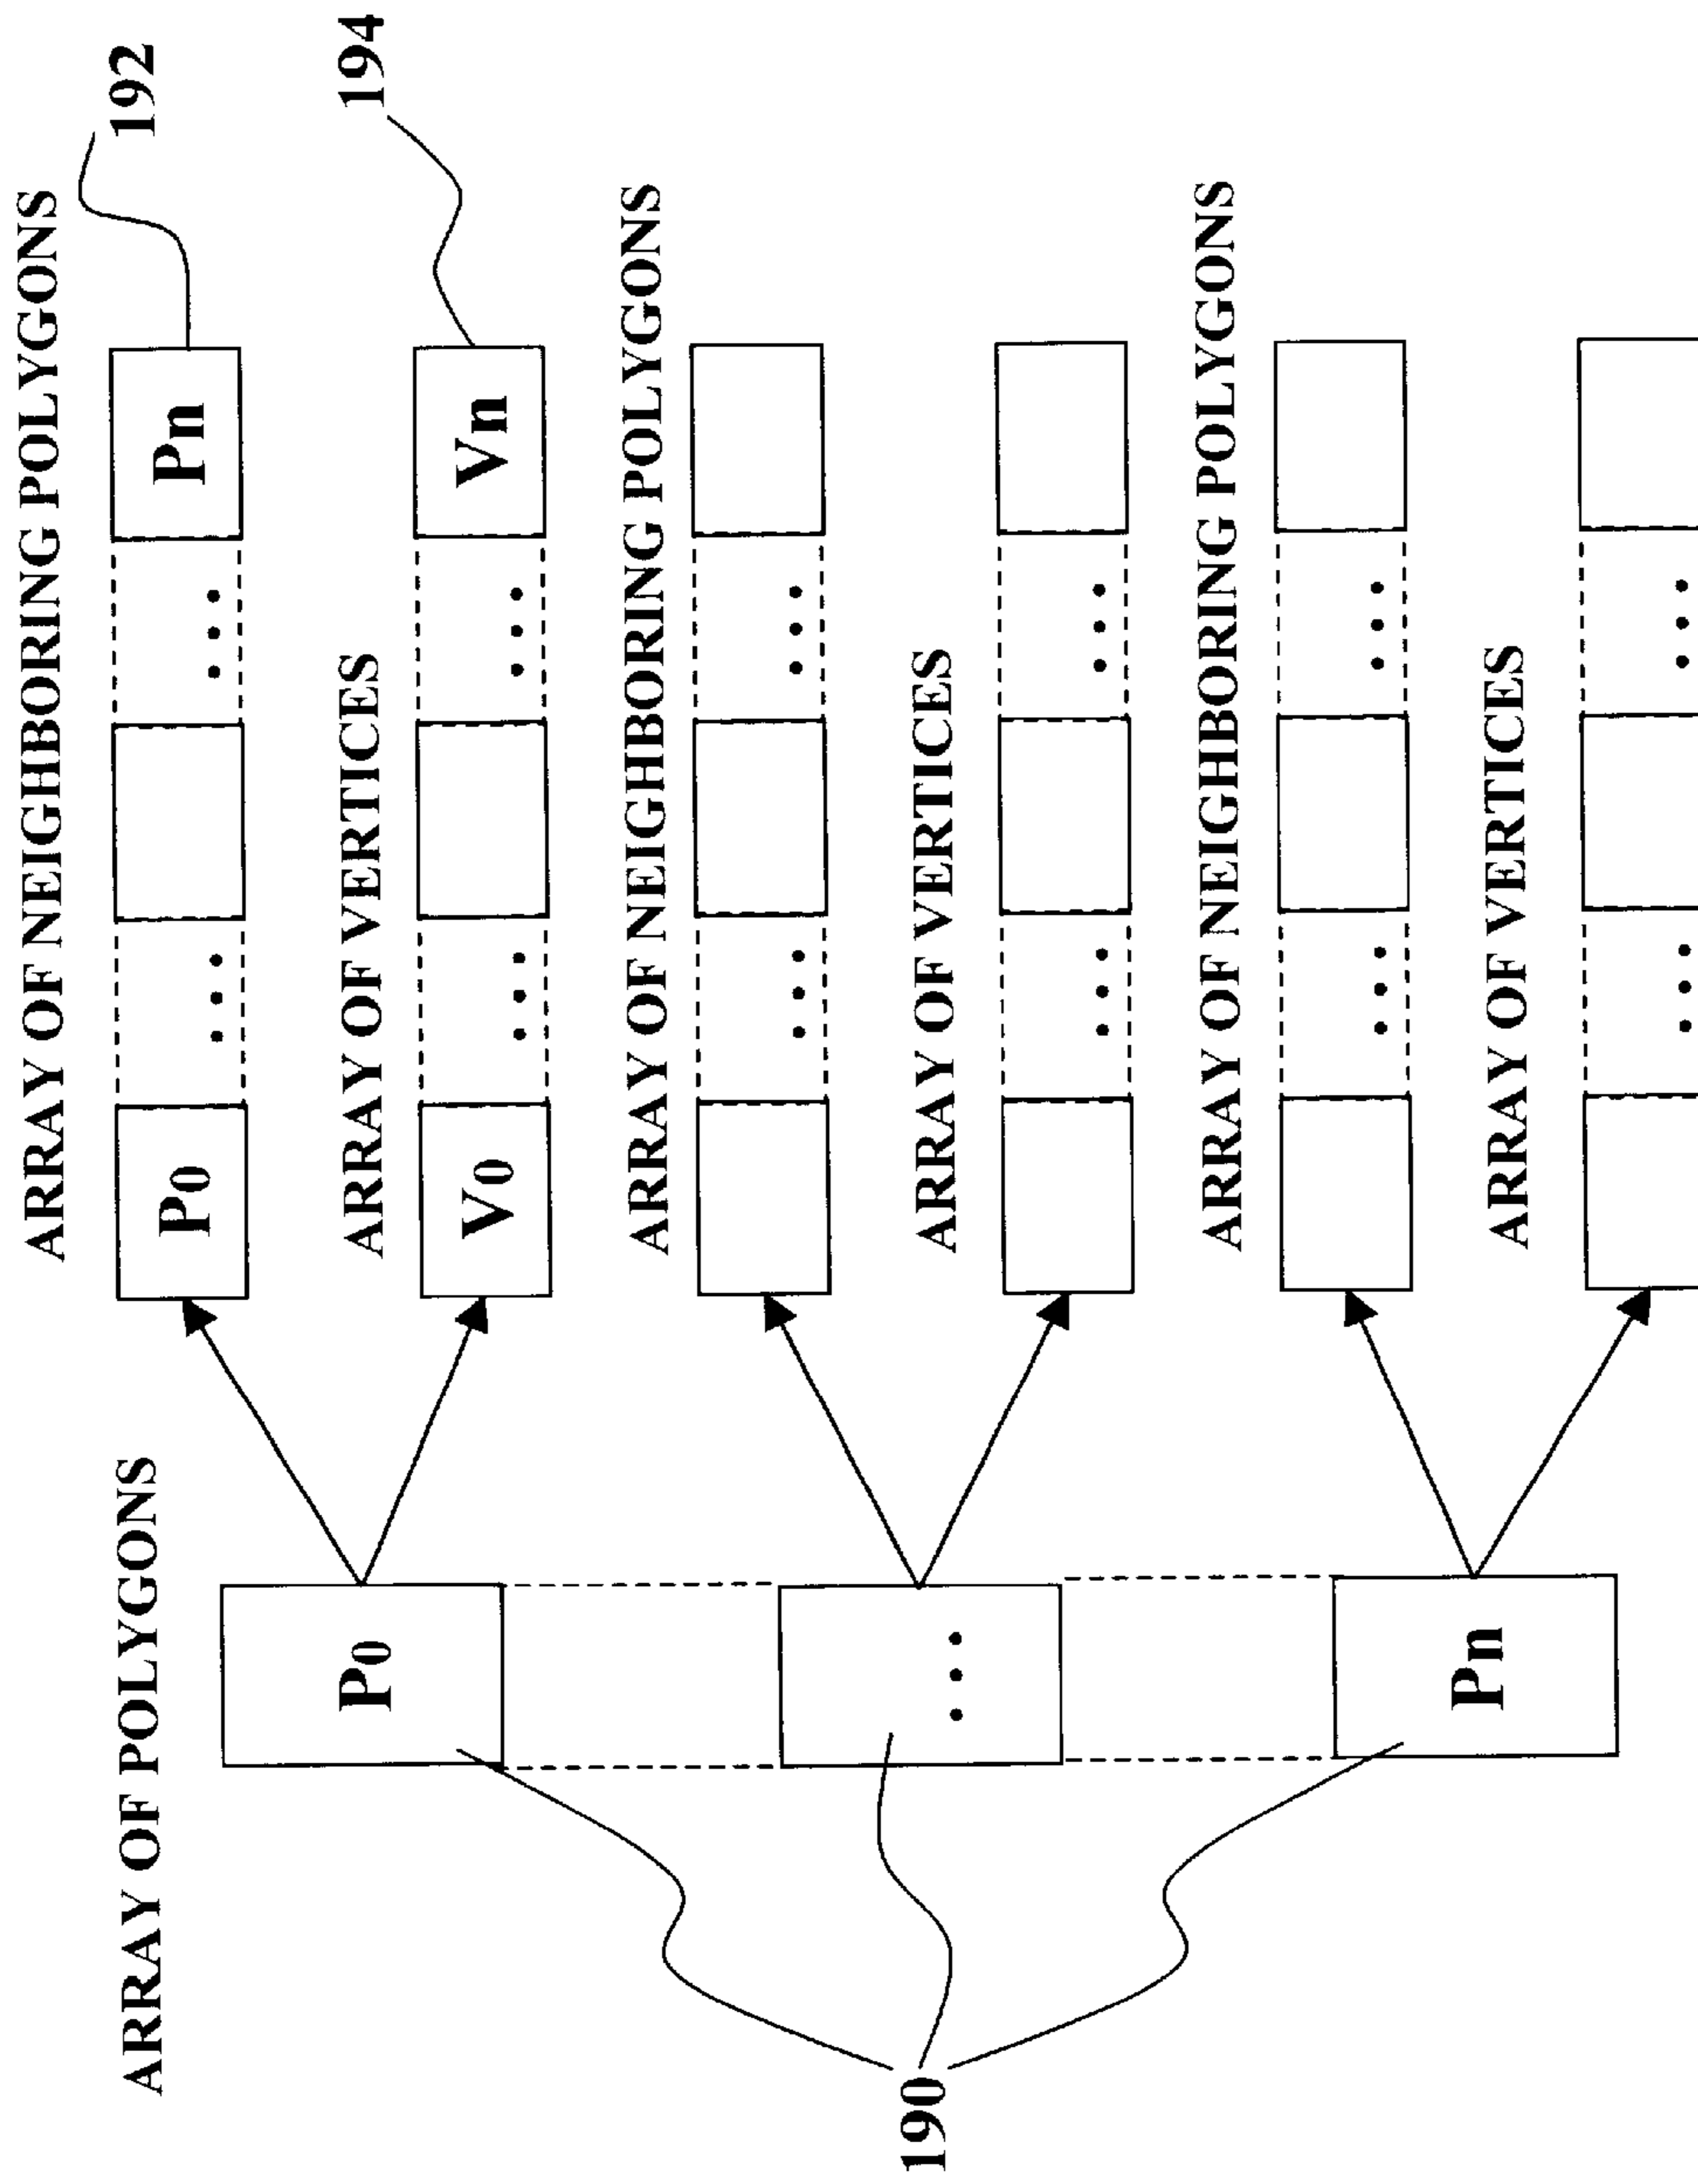 ARRAY OF NEIGHBORING POLYGONS
192
ARRAY OF POLYGONS
P0
...
...
Pn
ARRAY OF VERTICES
194
P0
V0
...
...
Vn
ARRAY OF NEIGHBORING POLYGONS
...
...
190
...
ARRAY OF VERTICES
...
...
ARRAY OF NEIGHBORING POLYGONS
...
...
Pn
ARRAY OF VERTICES
...
...